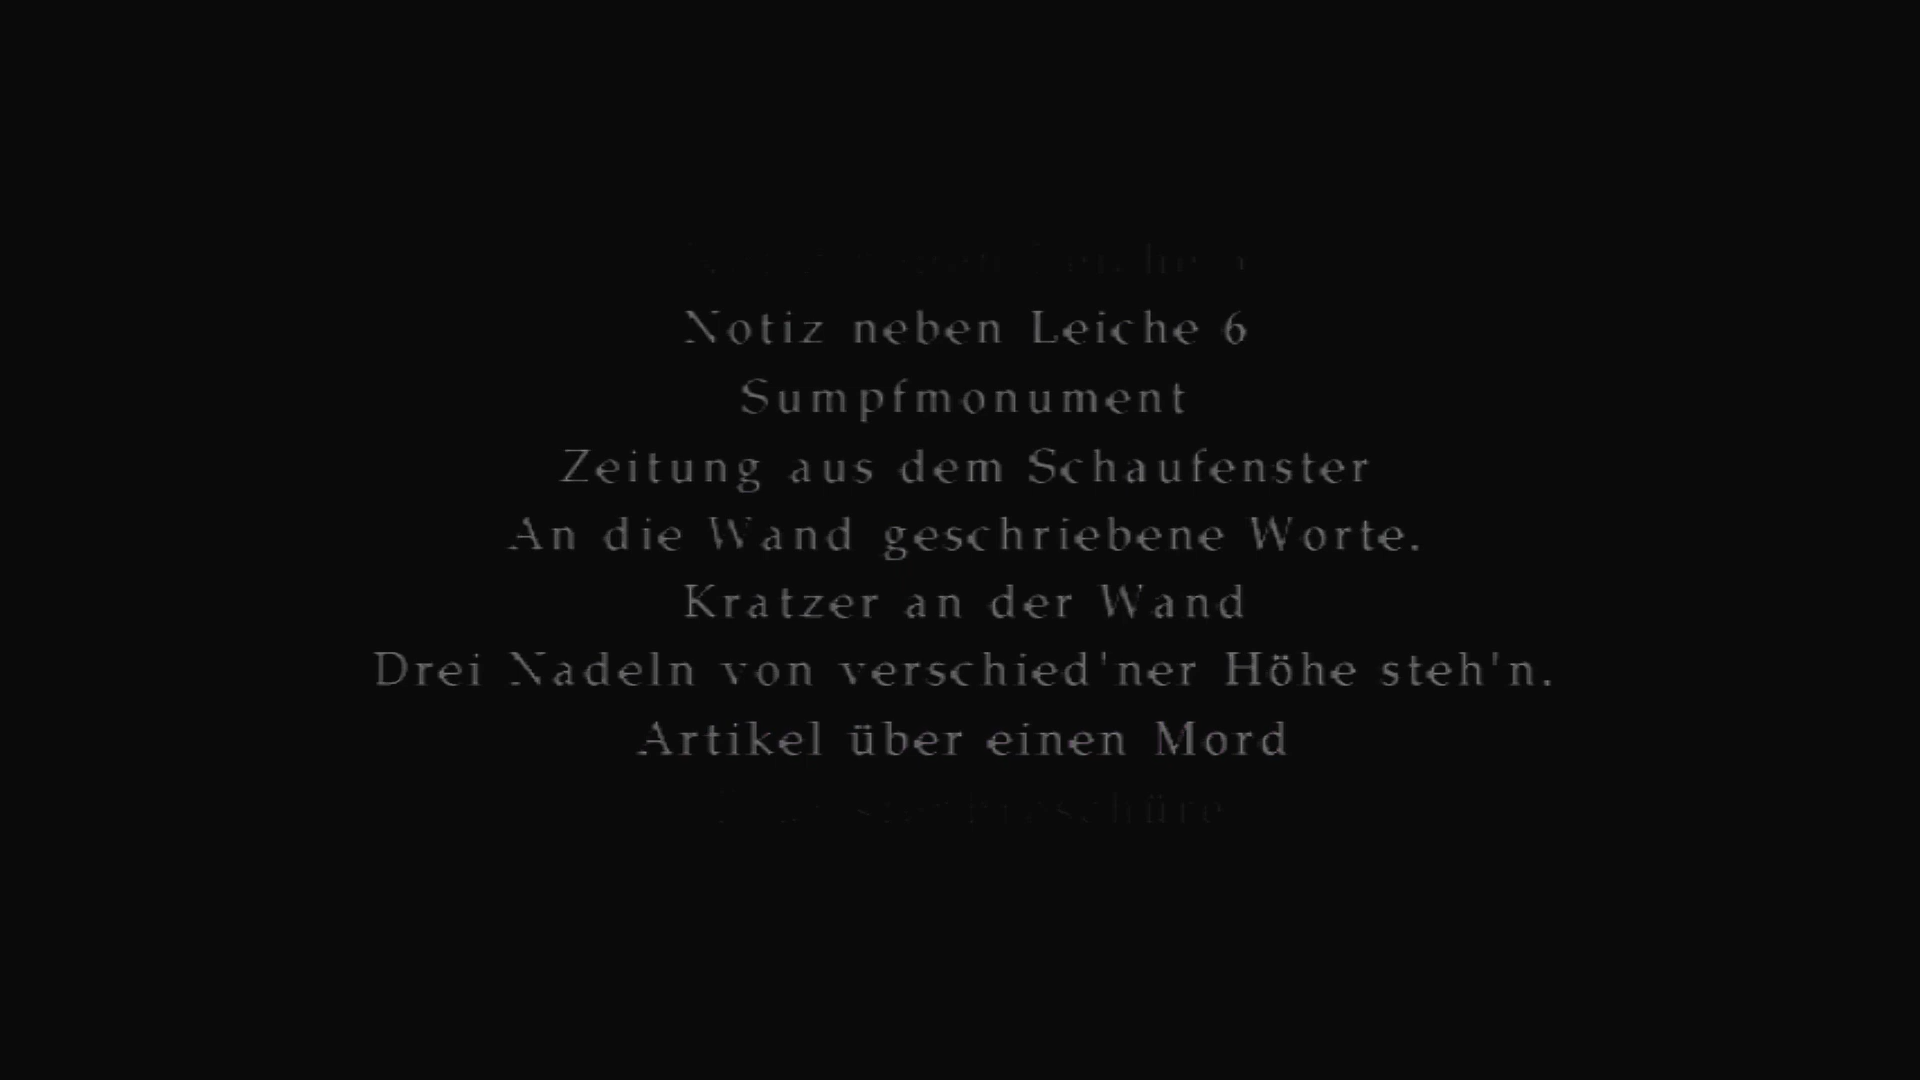 Notiz neben Leiche 6
Sumpfmonument
Zeitung aus dem Schaufenster
An die Wand geschriebene Worte.
Kratzer an der Wand
Drei Nadeln von verschied'ner Höhe steh'n.
Artikel über einen Mord